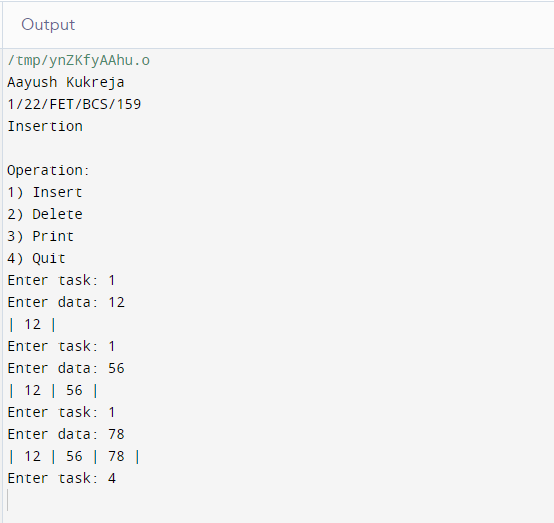 Output
/tmp/ynZKfyAAhu.o
Aayush Kukreja
1/22/FET/BCS/159
Insertion
Operation:
1) Insert
2) Delete
3) Print
4) Quit
Enter task: 1
Enter data: 12
| 12 |
Enter task: 1
Enter data: 56
| 12 | 56 |
Enter task: 1
Enter data: 78
| 12 | 56 | 78 |
Enter task: 4